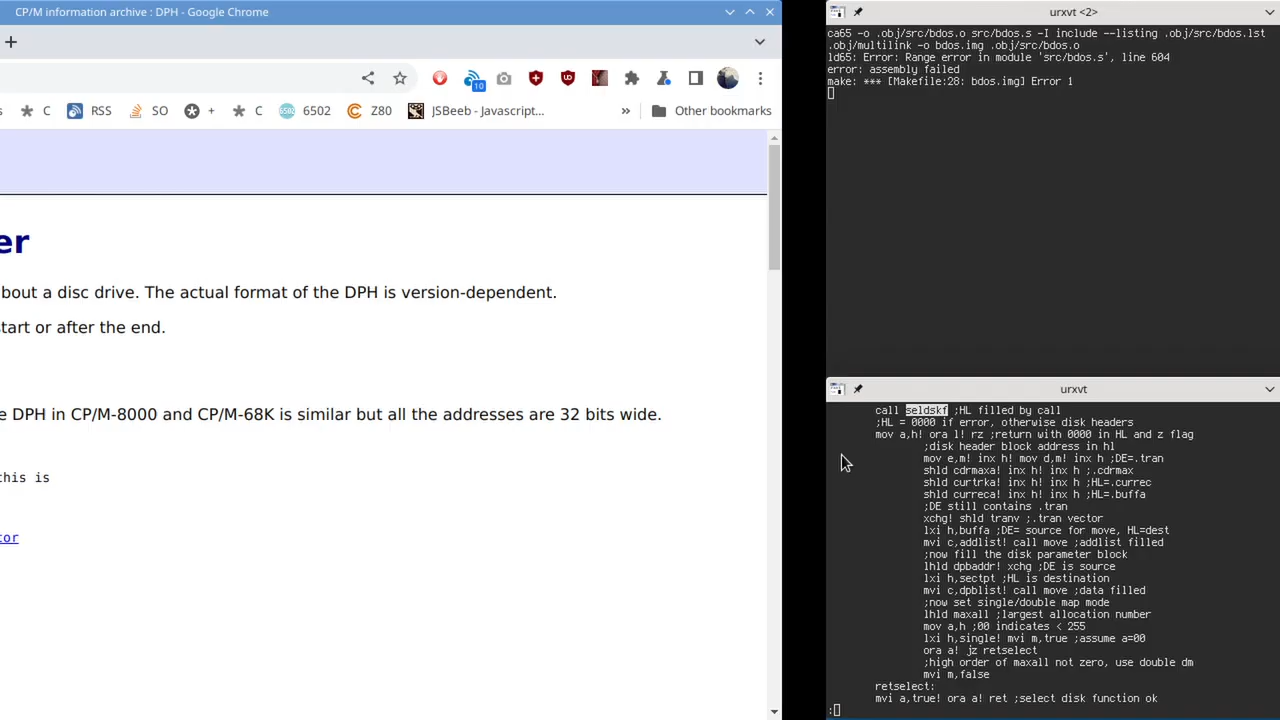 CP/M information archive : DPH - Google Chrome
10
s
C
RSS
SO
+
C
6502
Z80
JSBeeb - Javascript...
»
Other bookmarks
er
bout a disc drive. The actual format of the DPH is version-dependent.
tart or after the end.
e DPH in CP/M-8000 and CP/M-68K is similar but all the addresses are 32 bits wide.
this is
tor
urxvt <2>
ca65 -o .obj/src/bdos.o src/bdos.s -I include --listing .obj/src/bdos.lst
.obj/multilink -o bdos.img .obj/src/bdos.o
ld65: Error: Range error in module 'src/bdos.s', line 604
error: assembly failed
make: *** [Makefile:28: bdos.img] Error 1
urxvt
call seldskf ;HL filled by call
;HL = 0000 if error, otherwise disk headers
mov a,h! ora l! rz ;return with 0000 in HL and z flag
;disk header block address in hl
mov e,m! inx h! mov d,m! inx h ;DE=.tran
shld cdrmaxa! inx h! inx h ;.cdrmax
shld curtrka! inx h! inx h ;HL=.currec
shld curreca! inx h! inx h ;HL=.buffa
;DE still contains .tran
xchg! shld tranv ;.tran vector
lxi h,buffa ;DE= source for move, HL=dest
mvi c,addlist! call move ;addlist filled
;now fill the disk parameter block
lhld dpbaddr! xchg ;DE is source
lxi h,sectpt ;HL is destination
mvi c,dpblist! call move ;data filled
;now set single/double map mode
lhld maxall ;largest allocation number
mov a,h ;00 indicates < 255
lxi h,single! mvi m,true ;assume a=00
ora a! jz retselect
;high order of maxall not zero, use double dm
mvi m,false
retselect:
mvi a,true! ora a! ret ;select disk function ok
: